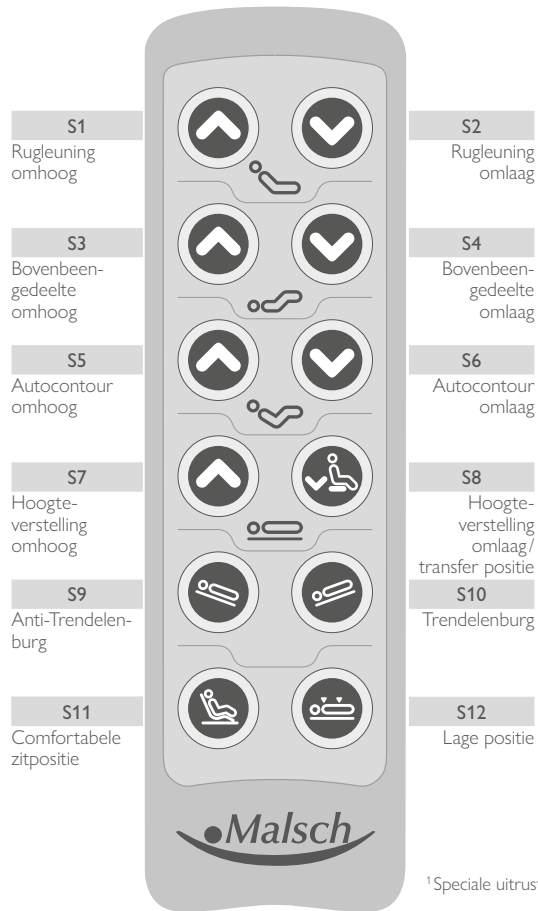 S1
Rugleuning
omhoog
S2
Rugleuning
omlaag
S3
Bovenbeen-
gedeelte
omhoog
S4
Bovenbeen-
gedeelte
omlaag
S5
Autocontour
omhoog
S6
Autocontour
omlaag
S7
Hoogte-
verstelling
omhoog
S8
Hoogte-
verstelling
omlaag/
transfer positie
S9
Anti-Trendelen-
burg
S10
Trendelenburg
S11
Comfortabele
zitpositie
S12
Lage positie
Malsch
¹ Speciale